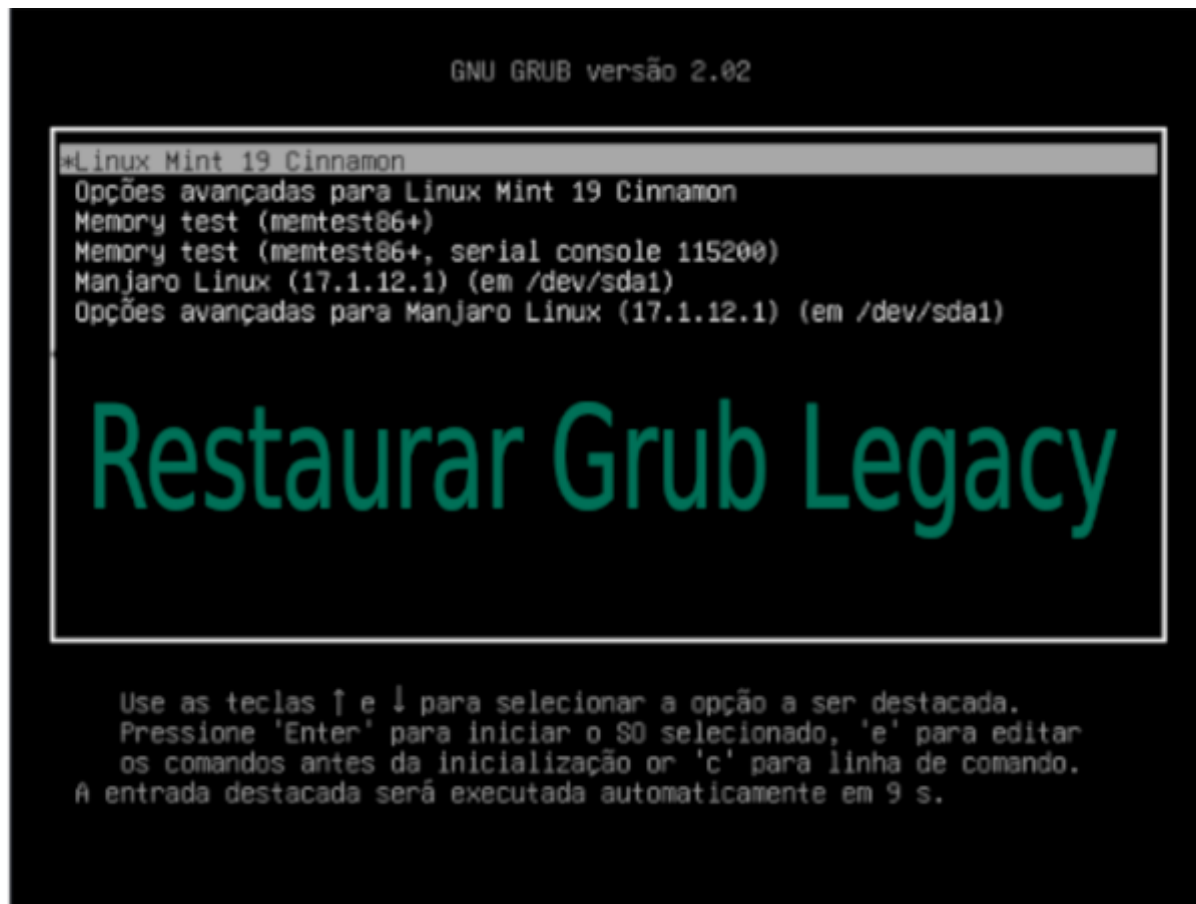 GNU GRUB versão 2.02
*Linux Mint 19 Cinnamon
Opções avançadas para Linux Mint 19 Cinnamon
Memory test (memtest86+)
Memory test (memtest86+, serial console 115200)
Manjaro Linux (17.1.12.1) (em /dev/sda1)
Opções avançadas para Manjaro Linux (17.1.12.1) (em /dev/sda1)
Restaurar Grub Legacy
Use as teclas ↑ e ↓ para selecionar a opção a ser destacada.
Pressione 'Enter' para iniciar o SO selecionado, 'e' para editar
os comandos antes da inicialização or 'c' para linha de comando.
A entrada destacada será executada automaticamente em 9 s.